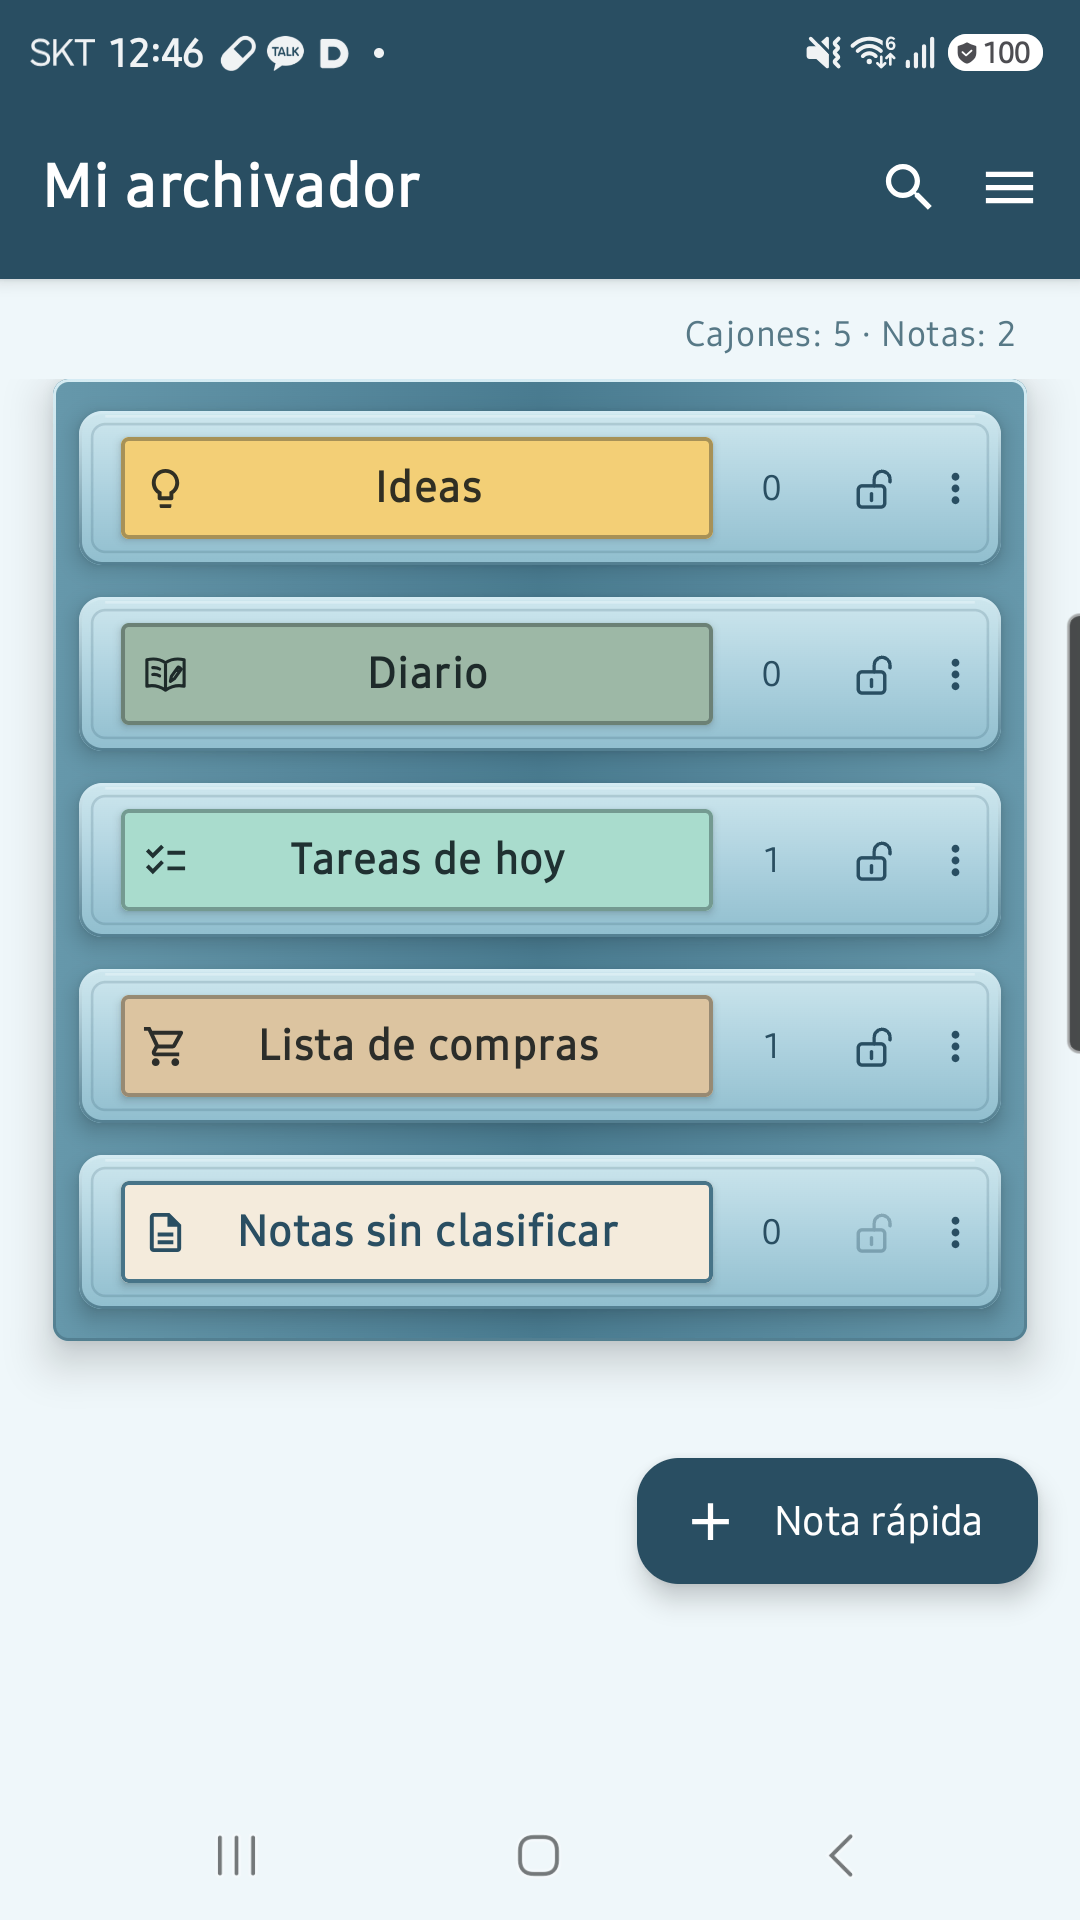 SKT 12:46 TALK D 6 100
Mi archivador
Cajones: 5 · Notas: 2
Ideas 0
Diario 0
Tareas de hoy 1
Lista de compras 1
Notas sin clasificar 0
Nota rápida